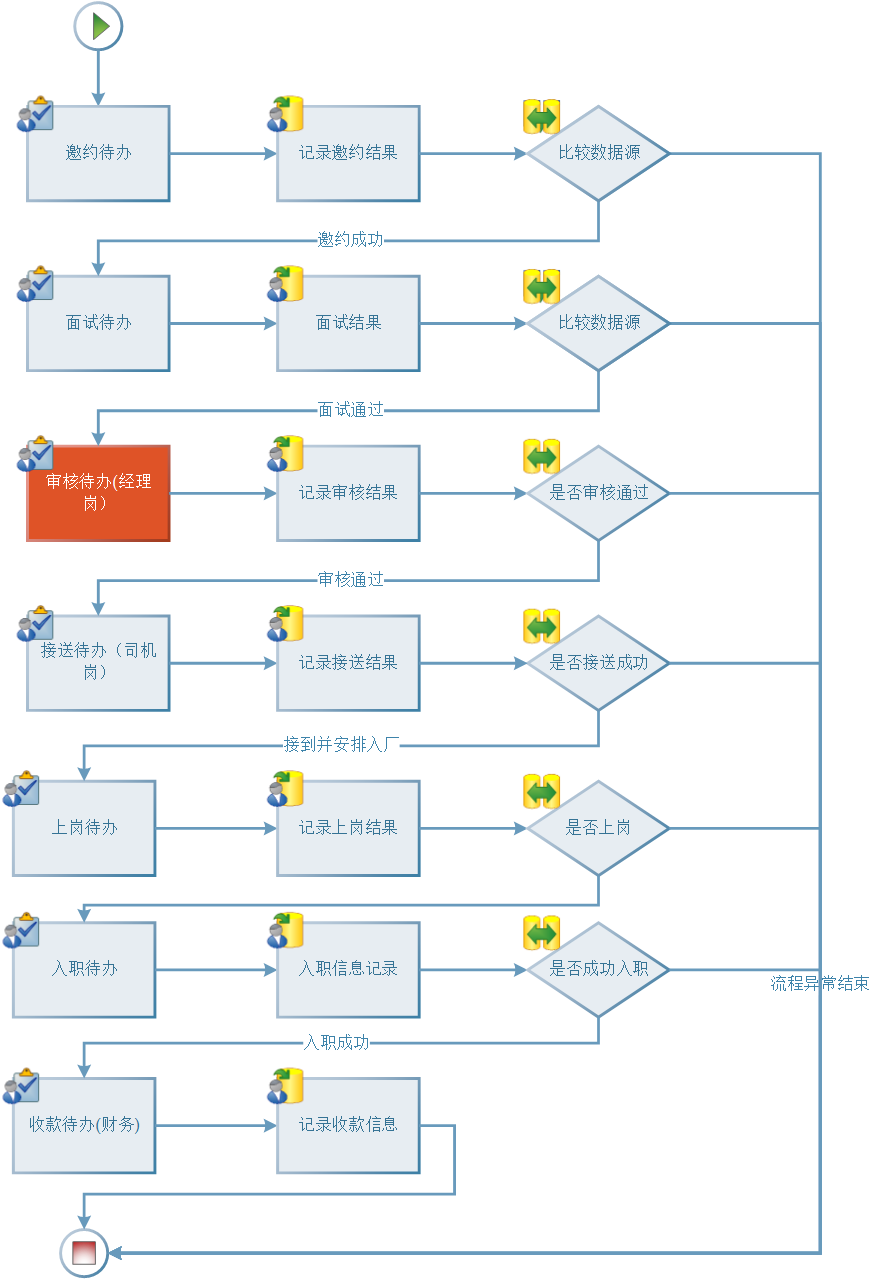 邀约待办
记录邀约结果
比较数据源
邀约成功
面试待办
面试结果
比较数据源
面试通过
审核待办(经理
岗）
记录审核结果
是否审核通过
审核通过
接送待办（司机
岗）
记录接送结果
是否接送成功
接到并安排入厂
上岗待办
记录上岗结果
是否上岗
入职待办
入职信息记录
是否成功入职
流程异常结束
入职成功
收款待办(财务)
记录收款信息